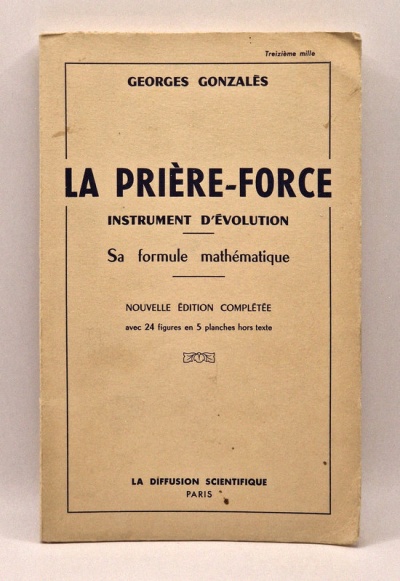 Treizième mille
GEORGES GONZALÈS
LA PRIÈRE-FORCE
INSTRUMENT D'ÉVOLUTION
Sa formule mathématique
NOUVELLE ÉDITION COMPLÉTÉE
avec 24 figures en 5 planches hors texte
LA DIFFUSION SCIENTIFIQUE
PARIS